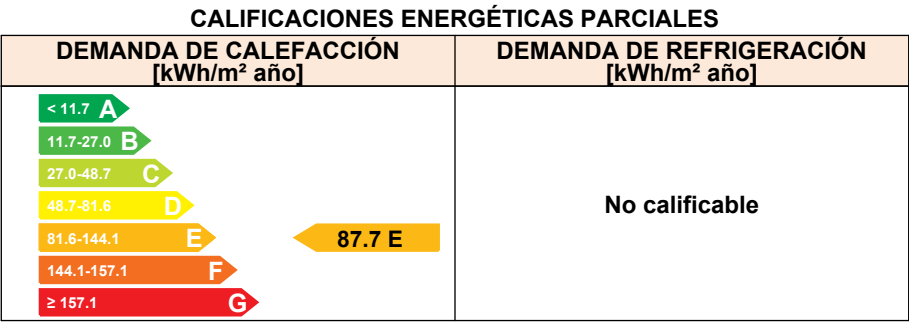 CALIFICACIONES ENERGÉTICAS PARCIALES
DEMANDA DE CALEFACCIÓN
[kWh/m² año]
DEMANDA DE REFRIGERACIÓN
[kWh/m² año]
< 11.7 A
11.7-27.0 B
27.0-48.7 C
48.7-81.6 D
81.6-144.1 E
87.7 E
144.1-157.1 F
≥ 157.1 G
No calificable